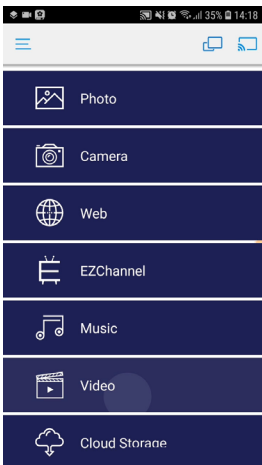 35% 14:18
Photo
Camera
Web
EZChannel
Music
Video
Cloud Storage